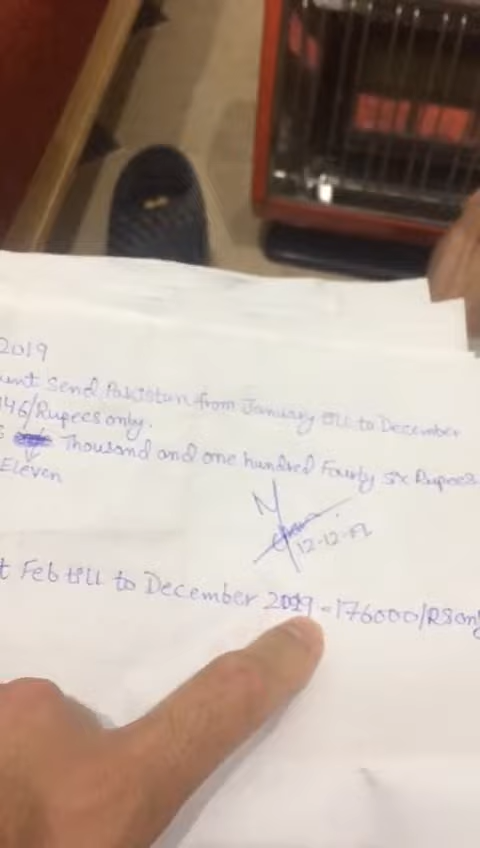 2019
unt Send Pakistan from January till to December
146/Rupees only.
Thousand and one hundred Fourty six Rupees
Eleven
12-12-
t Feb till to December 2019 - 176000/RS only